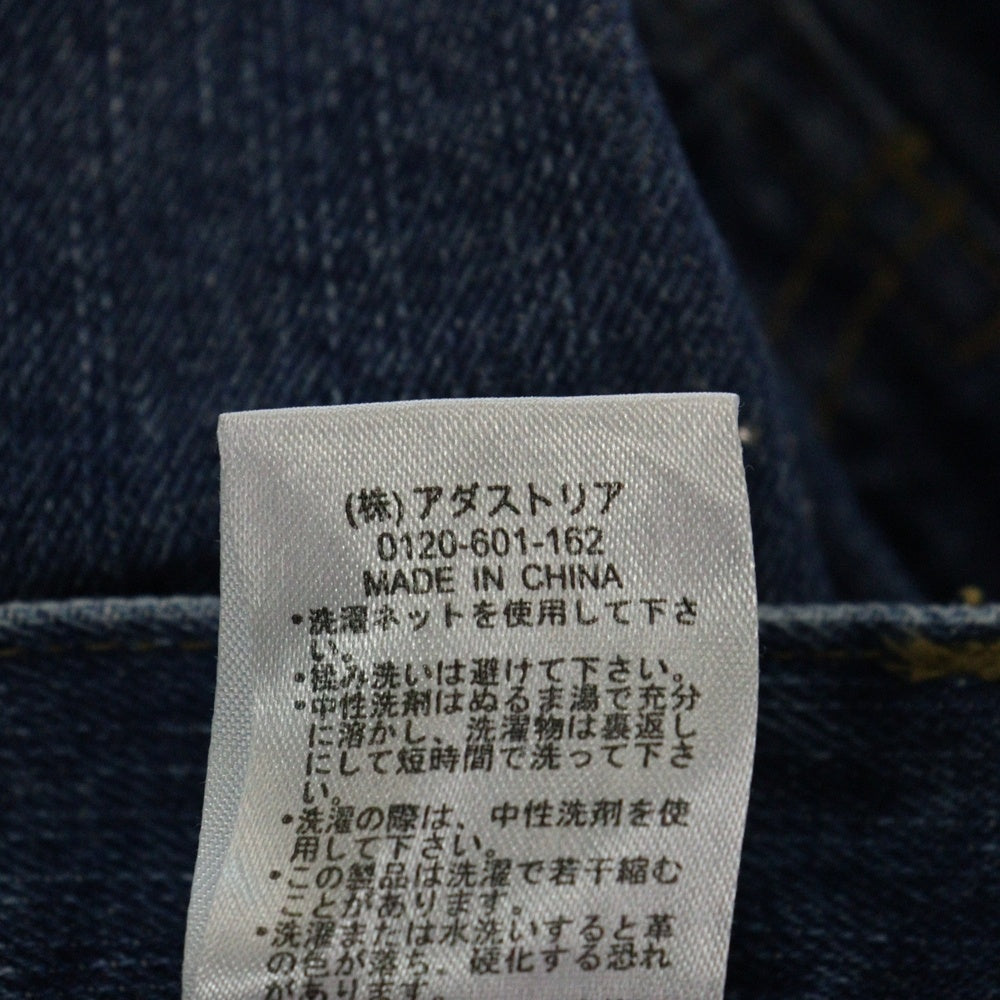 (株)アダストリア
0120-601-162
MADE IN CHINA
・洗濯ネットを使用して下さ
い。
・揉み洗いは避けて下さい。
・中性洗剤はぬるま湯で充分
に溶かし、洗濯物は裏返し
にして短時間で洗って下さ
い。
・洗濯の際は、中性洗剤を使
用して下さい。
・この製品は洗濯で若干縮む
ことがあります。
・洗濯または水洗いすると革
の色が落ち、硬化する恐れ
があります。